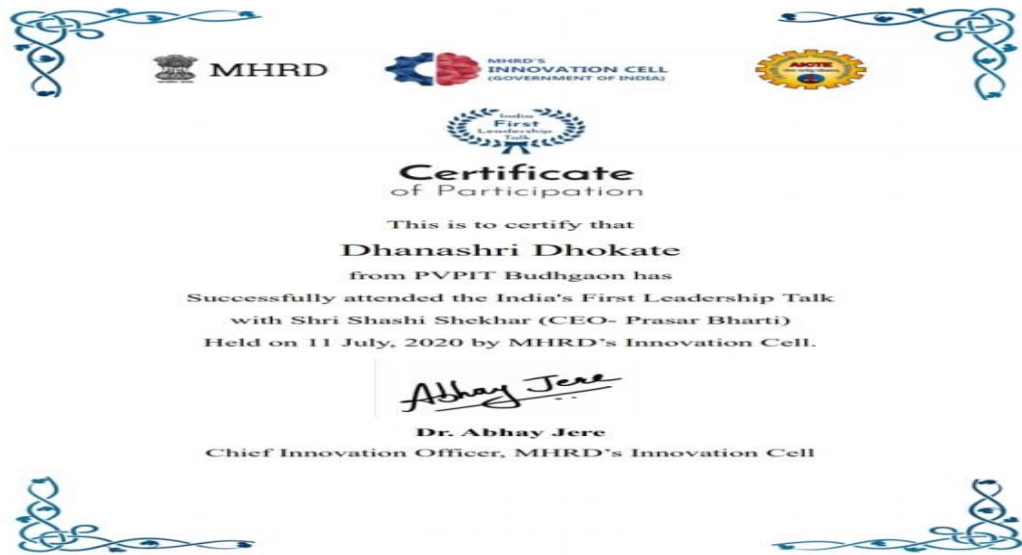 MHRD
MHRD'S
INNOVATION CELL
(GOVERNMENT OF INDIA)
AICTE
India
First
Leadership
Talk
Certificate
of Participation
This is to certify that
Dhanashri Dhokate
from PVPIT Budhgaon has
Successfully attended the India's First Leadership Talk
with Shri Shashi Shekhar (CEO- Prasar Bharti)
Held on 11 July, 2020 by MHRD's Innovation Cell.
Abhay Jere
Dr. Abhay Jere
Chief Innovation Officer, MHRD's Innovation Cell